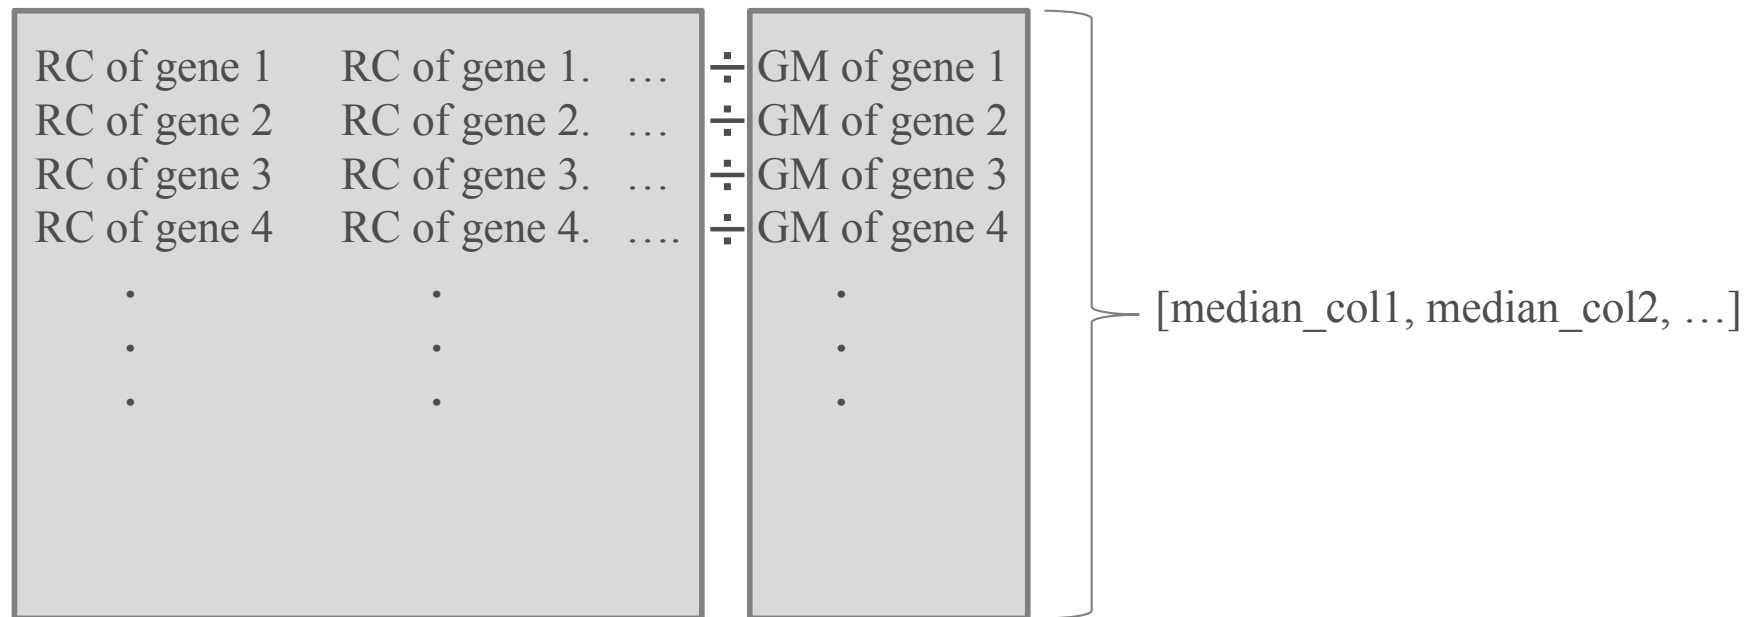 RC of gene 1 RC of gene 1. … ÷ GM of gene 1
RC of gene 2 RC of gene 2. … ÷ GM of gene 2
RC of gene 3 RC of gene 3. … ÷ GM of gene 3
RC of gene 4 RC of gene 4. …. ÷ GM of gene 4
. . .
. . .
. . .
[median_col1, median_col2, …]